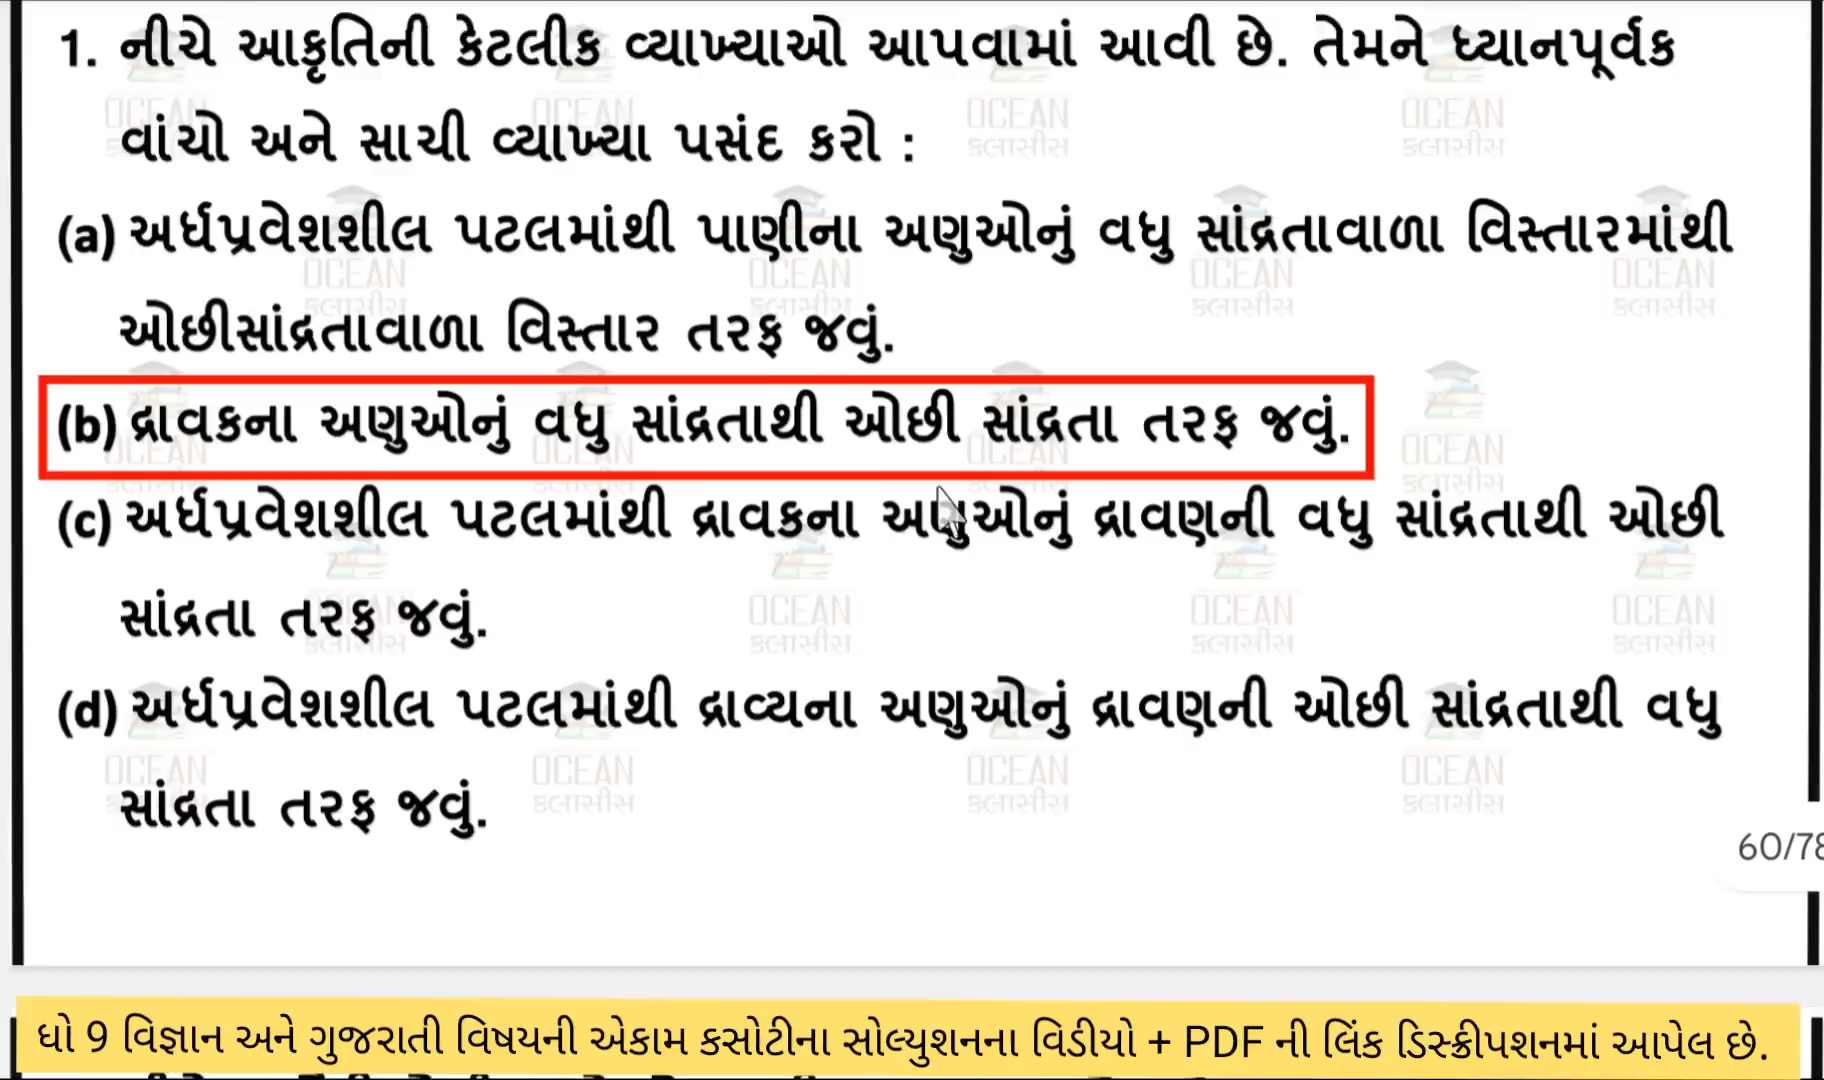 1. નીચે આકૃતિની કેટલીક વ્યાખ્યાઓ આપવામાં આવી છે. તેમને ધ્યાનપૂર્વક
વાંચો અને સાચી વ્યાખ્યા પસંદ કરો :
(a) અર્ધપ્રવેશશીલ પટલમાંથી પાણીના અણુઓનું વધુ સાંદ્રતાવાળા વિસ્તારમાંથી
ઓછીસાંદ્રતાવાળા વિસ્તાર તરફ જવું.
(b) દ્રાવકના અણુઓનું વધુ સાંદ્રતાથી ઓછી સાંદ્રતા તરફ જવું.
(c) અર્ધપ્રવેશશીલ પટલમાંથી દ્રાવકના અણુઓનું દ્રાવણની વધુ સાંદ્રતાથી ઓછી
સાંદ્રતા તરફ જવું.
(d) અર્ધપ્રવેશશીલ પટલમાંથી દ્રાવ્યના અણુઓનું દ્રાવણની ઓછી સાંદ્રતાથી વધુ
સાંદ્રતા તરફ જવું.
60/78
ધો 9 વિજ્ઞાન અને ગુજરાતી વિષયની એકામ કસોટીના સોલ્યુશનના વિડીયો + PDF ની લિંક ડિસ્ક્રીપશનમાં આપેલ છે.